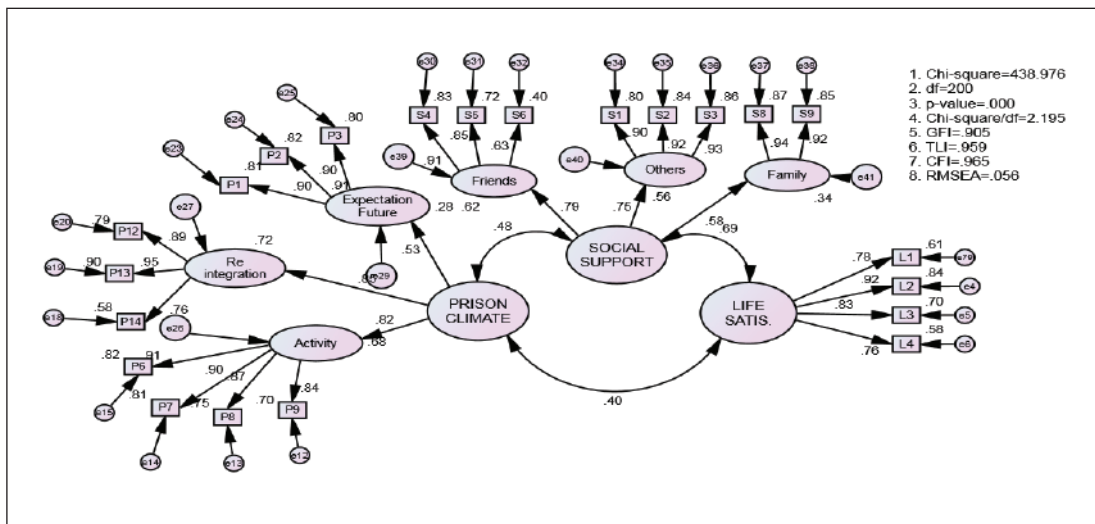 1. Chi-square=438.976
2. df=200
3. p-value=.000
4. Chi-square/df=2.195
5. GFI=.905
6. TLI=.959
7. CFI=.965
8. RMSEA=.056
e30 e31 e32
.83 .72 .40
S4 S5 S6
.85 .63
e39 .91
Friends
.62
e34 e35 e36
.80 .84 .86
S1 S2 S3
.90 .92 .93
e40
Others
.56
e37 e38
.87 .85
S8 S9
.94 .92
Family
e41
.34
e25
.80
P3
e24
.82
P2
e23
.81
P1
.90 .90 .91
Expectation
Future
.28
e29
.79 .75 .58
.69
SOCIAL
SUPPORT
.48
.53
e27
.72
e20 .79
P12
.89
e19 .90
P13
.95
Re
integration
e18 .58
P14
.76
PRISON
CLIMATE
.82
e26
Activity
.68
.82
P6
.91
e15
.81
P7
.90
e14
.75
P8
.87
e13
.70
P9
.84
e12
LIFE
SATIS.
.78 L1 .61
.92 L2 .84 e4
.83 L3 .70 e5
.76 L4 .58 e6
.40